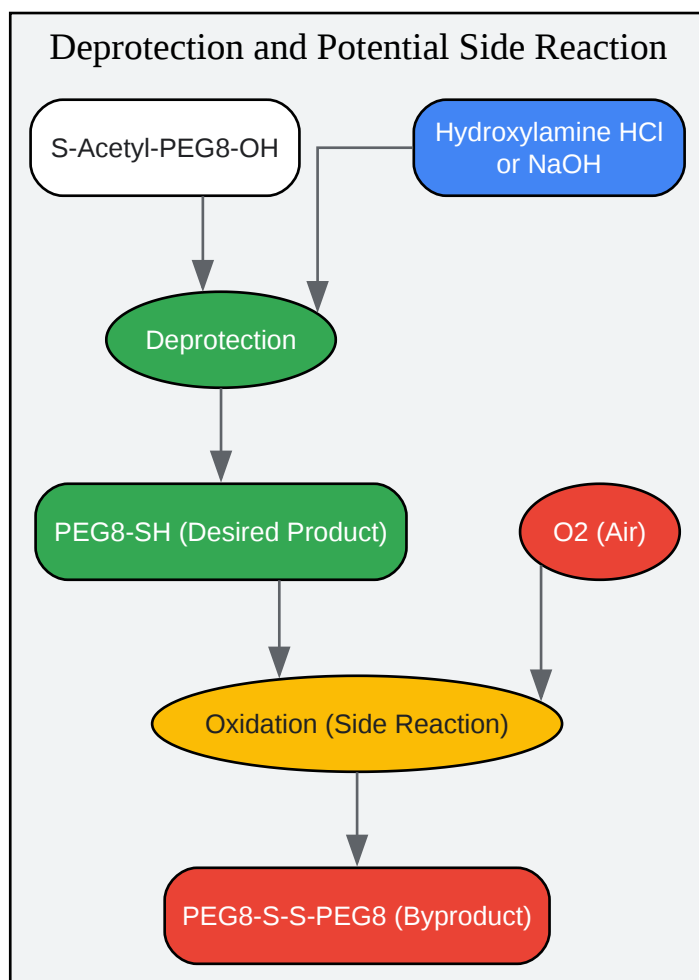 Deprotection and Potential Side Reaction
S-Acetyl-PEG8-OH
Hydroxylamine HCl
or NaOH
Deprotection
PEG8-SH (Desired Product)
O2 (Air)
Oxidation (Side Reaction)
PEG8-S-S-PEG8 (Byproduct)